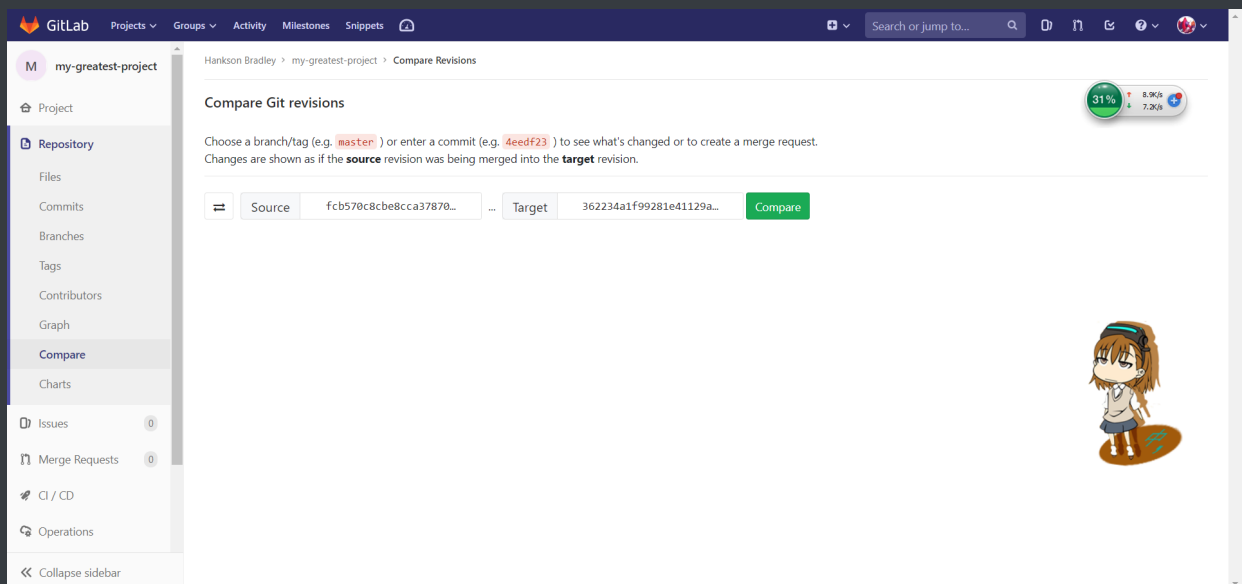 GitLab Projects Groups Activity Milestones Snippets Search or jump to...
M my-greatest-project
Project
Repository
Files
Commits
Branches
Tags
Contributors
Graph
Compare
Charts
Issues 0
Merge Requests 0
CI / CD
Operations
Collapse sidebar
Hankson Bradley > my-greatest-project > Compare Revisions
Compare Git revisions
Choose a branch/tag (e.g. master ) or enter a commit (e.g. 4eedf23 ) to see what's changed or to create a merge request.
Changes are shown as if the source revision was being merged into the target revision.
Source fcb570c8cbe8cca37870… ... Target 362234a1f99281e41129a… Compare
31% 8.9K/s
7.2K/s